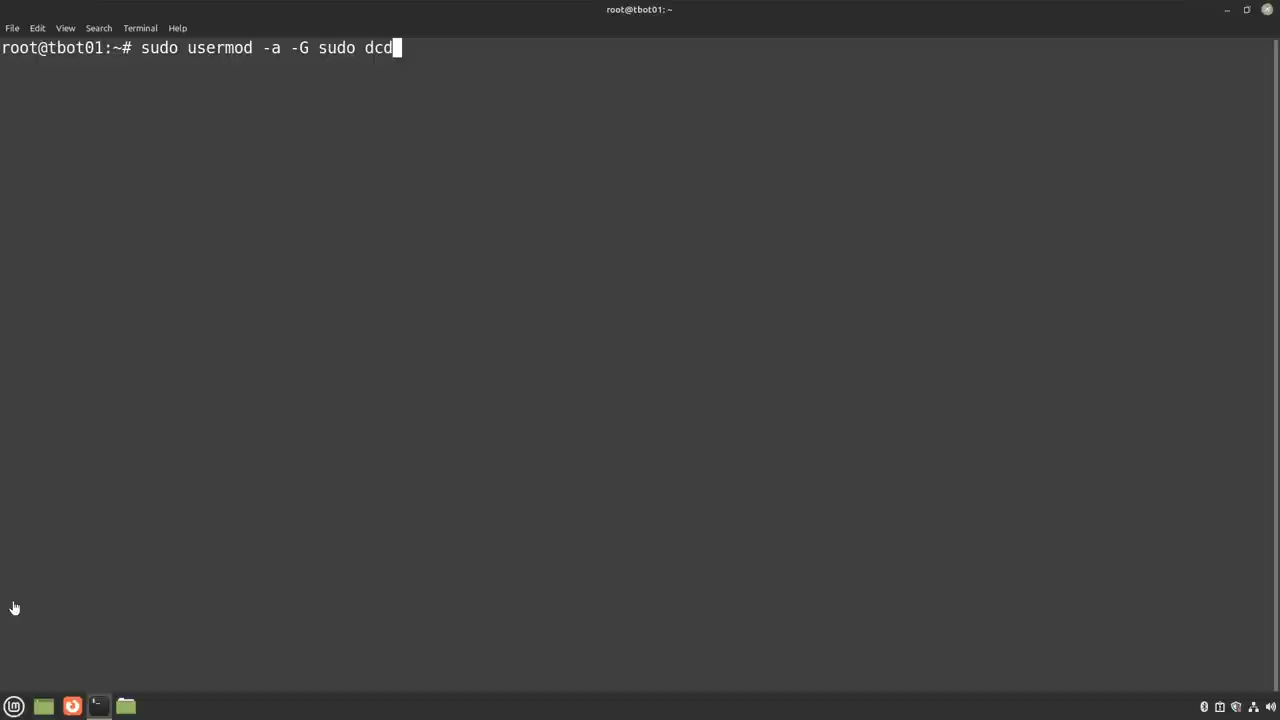 root@tbot01: ~
File Edit View Search Terminal Help
root@tbot01:~# sudo usermod -a -G sudo dcd